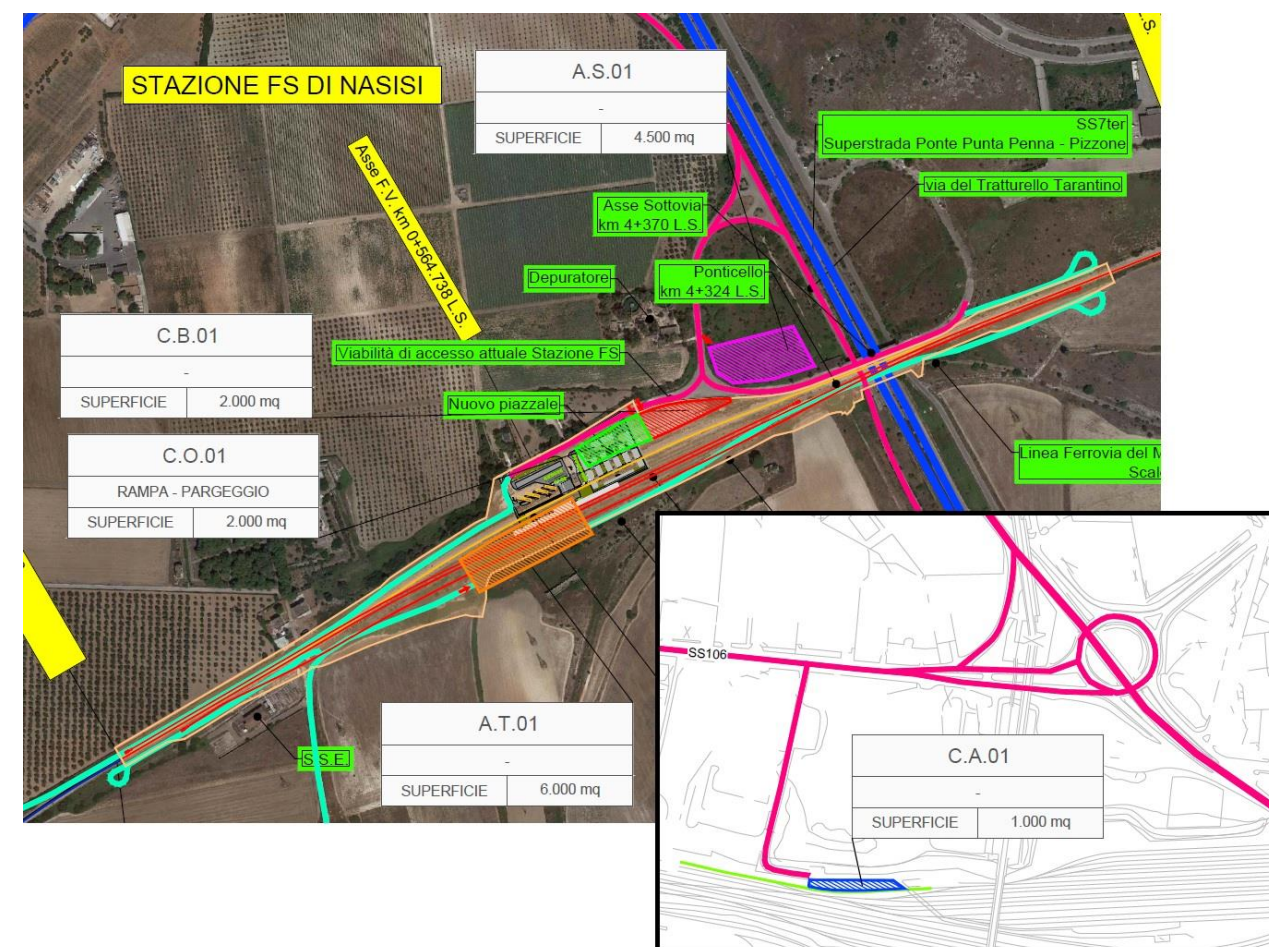 STAZIONE FS DI NASISI
A.S.01
-
SUPERFICIE 4.500 mq
S.
SS7ter
Superstrada Ponte Punta Penna - Pizzone
via del Tratturello Tarantino
Asse F.V. km 0+564.738 L.S.
Asse Sottovia
km 4+370 L.S.
Depuratore
Ponticello
km 4+324 L.S.
C.B.01
-
SUPERFICIE 2.000 mq
Viabilità di accesso attuale Stazione FS
Nuovo piazzale
C.O.01
RAMPA - PARGEGGIO
SUPERFICIE 2.000 mq
Linea Ferrovia del M
Scal
S.S.E.
A.T.01
-
SUPERFICIE 6.000 mq
SS106
C.A.01
-
SUPERFICIE 1.000 mq